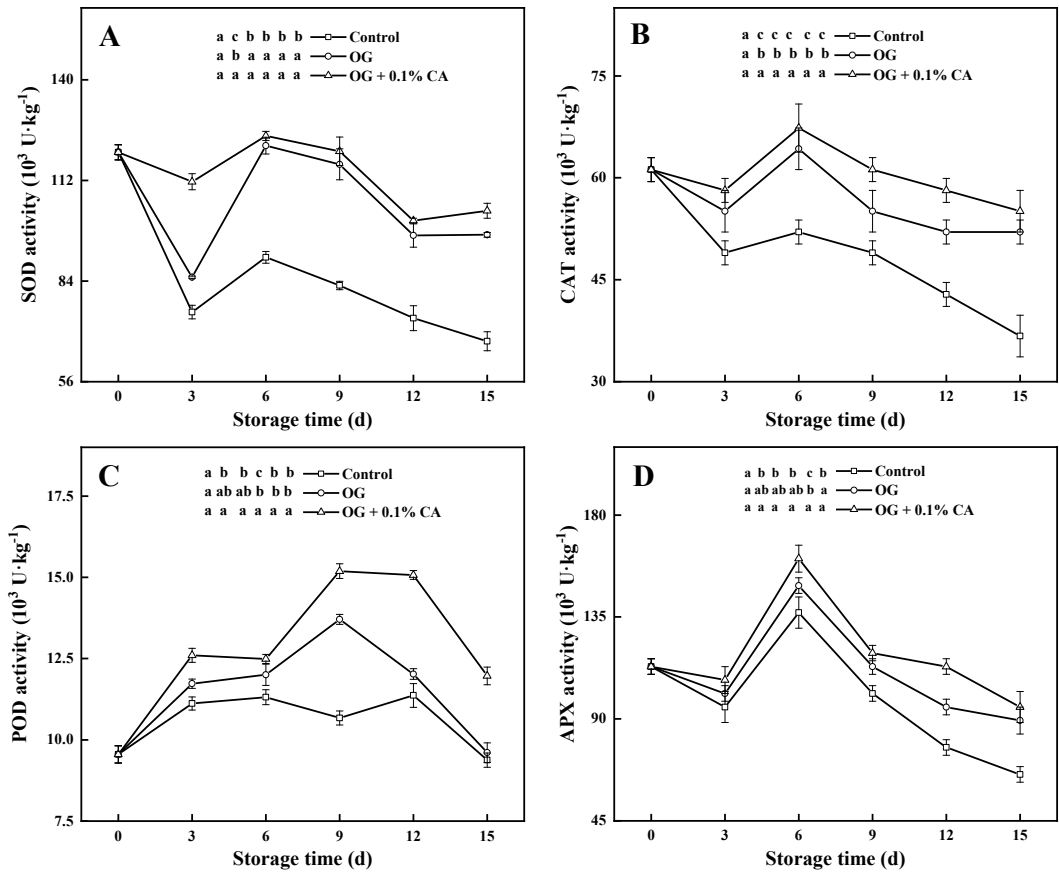 A
a c b b b b Control
a b a a a a OG
a a a a a a OG + 0.1% CA
140
112
84
56
SOD activity (10³ U·kg⁻¹)
0 3 6 9 12 15
Storage time (d)
B
a c c c c c Control
a b b b b b OG
a a a a a a OG + 0.1% CA
75
60
45
30
CAT activity (10³ U·kg⁻¹)
0 3 6 9 12 15
Storage time (d)
C
a b b c b b Control
a ab ab b b b OG
a a a a a a OG + 0.1% CA
17.5
15.0
12.5
10.0
7.5
POD activity (10³ U·kg⁻¹)
0 3 6 9 12 15
Storage time (d)
D
a b b b c b Control
a ab ab ab b a OG
a a a a a a OG + 0.1% CA
180
135
90
45
APX activity (10³ U·kg⁻¹)
0 3 6 9 12 15
Storage time (d)